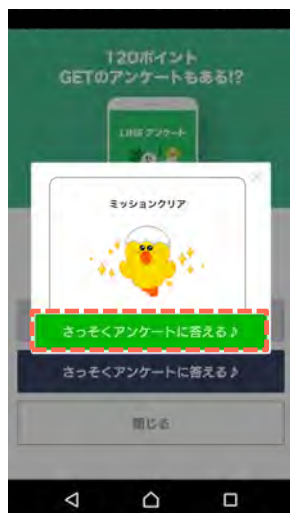 120ポイント
GETのアンケートもある!?
LINE アンケート
ミッションクリア
さっそくアンケートに答える♪
さっそくアンケートに答える♪
閉じる